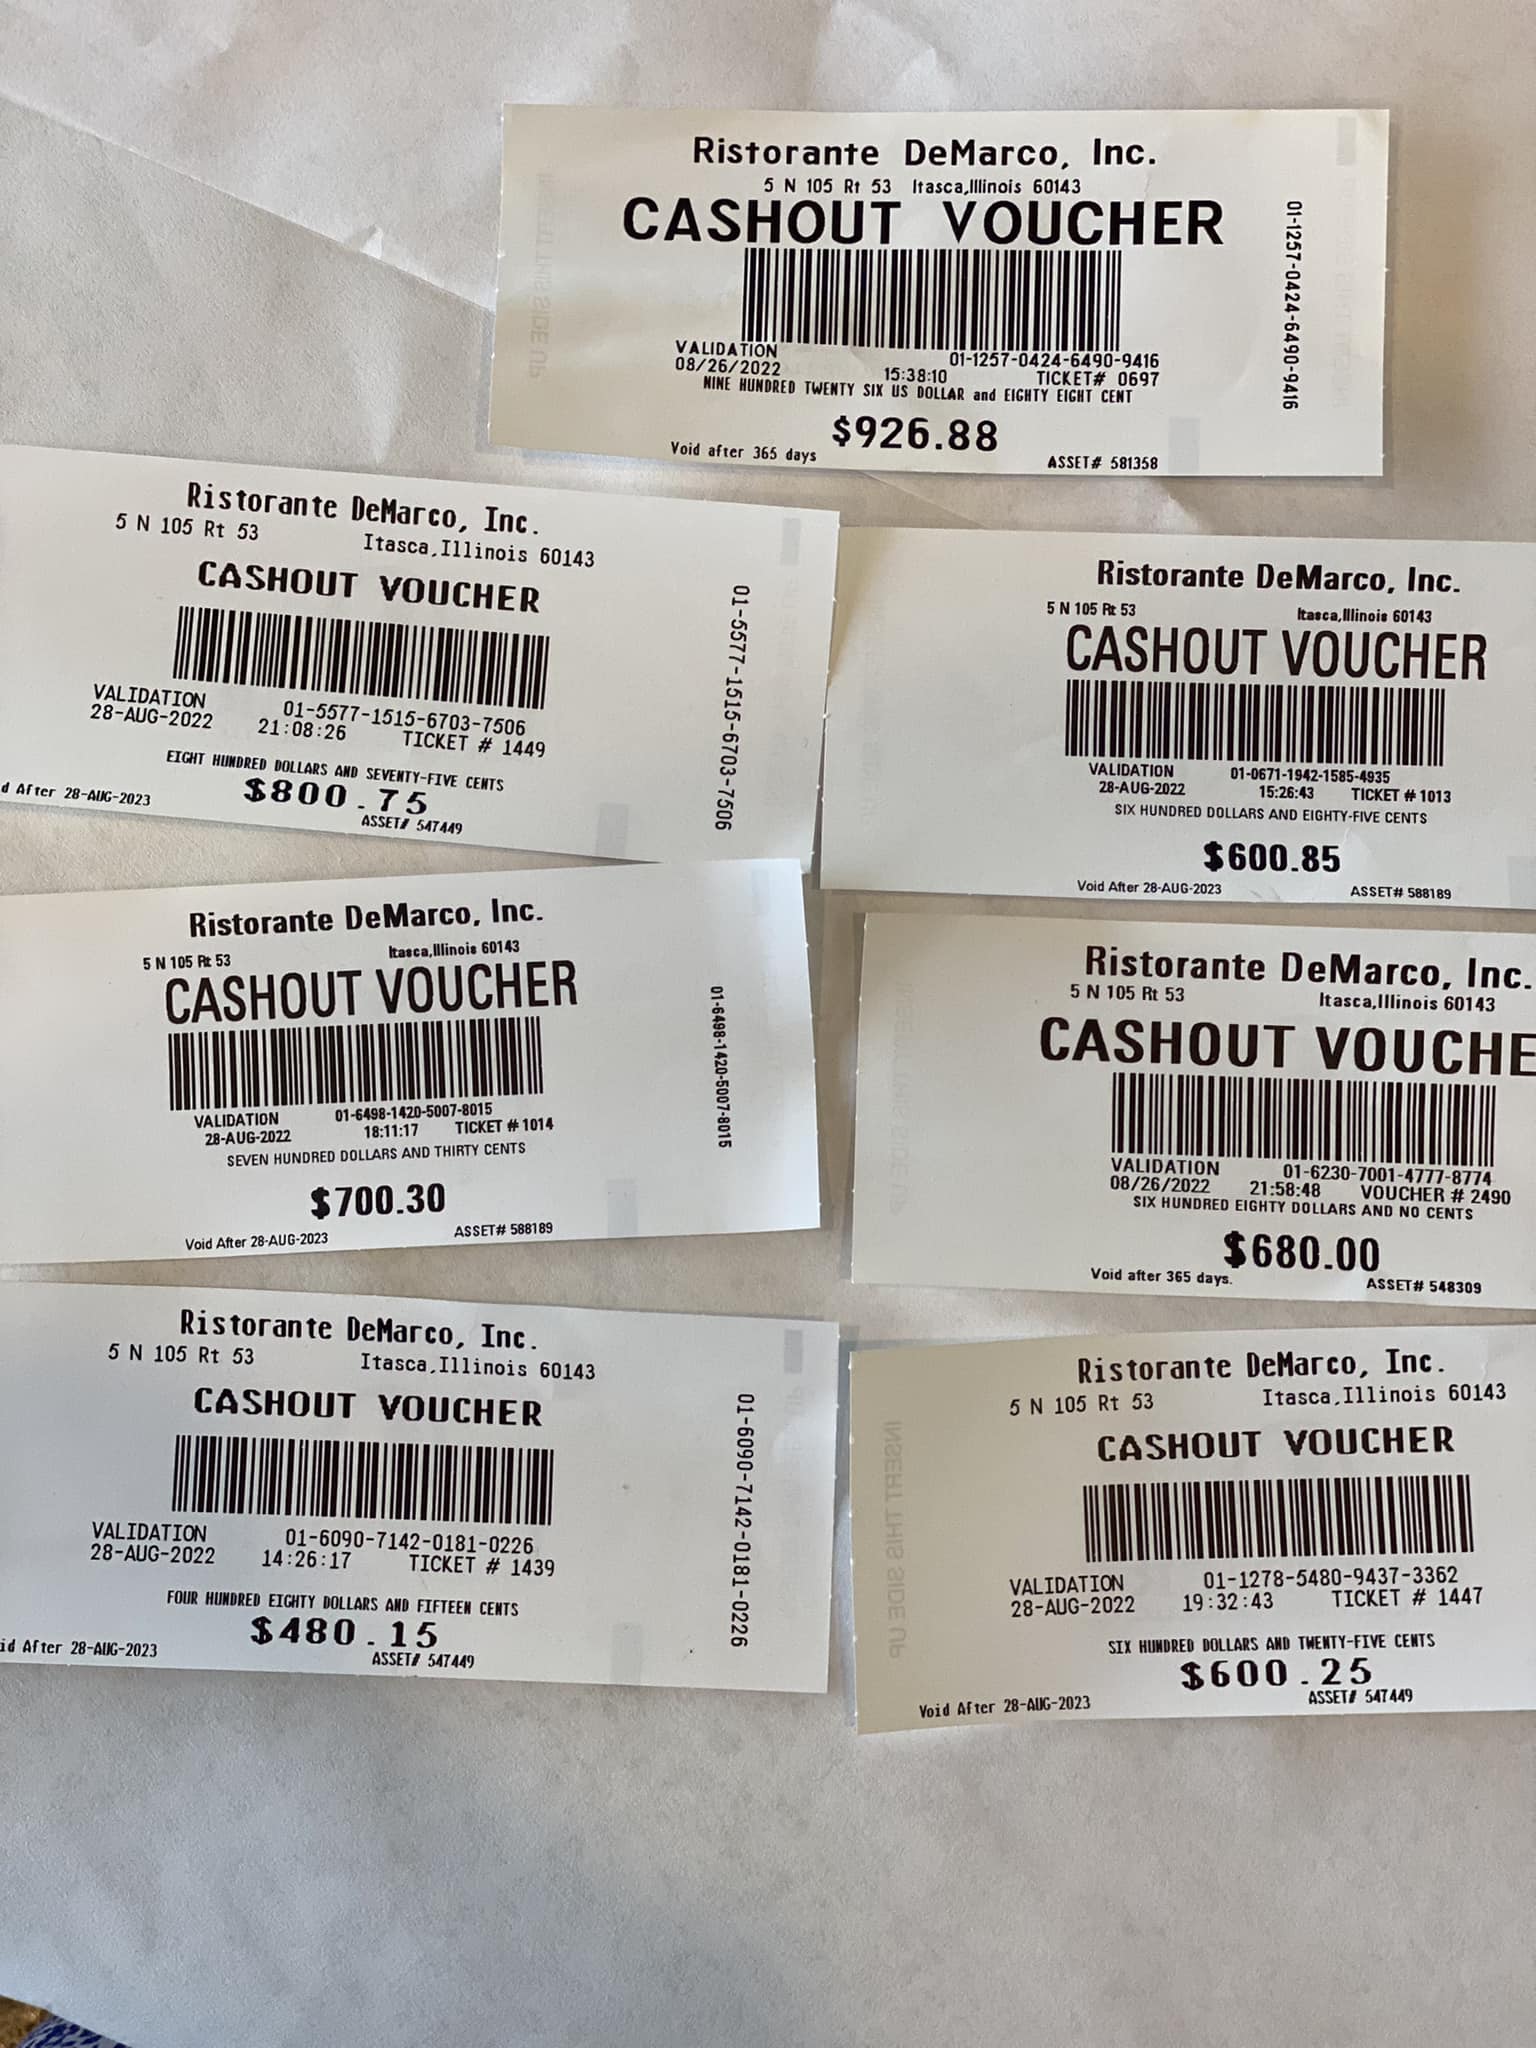 Ristorante DeMarco, Inc.
5 N 105 Rt 53 Itasca,Illinois 60143
CASHOUT VOUCHER
VALIDATION 01-1257-0424-6490-9416
08/26/2022 15:38:10 TICKET# 0697
NINE HUNDRED TWENTY SIX US DOLLAR and EIGHTY EIGHT CENT
$926.88
Void after 365 days ASSET# 581358
01-1257-0424-6490-9416
INSERT THIS SIDE UP
Ristorante DeMarco, Inc.
5 N 105 Rt 53 Itasca,Illinois 60143
CASHOUT VOUCHER
VALIDATION 01-5577-1515-6703-7506
28-AUG-2022 21:08:26 TICKET # 1449
EIGHT HUNDRED DOLLARS AND SEVENTY-FIVE CENTS
$800.75
d After 28-AUG-2023 ASSET# 547449
01-5577-1515-6703-7506
Ristorante DeMarco, Inc.
5 N 105 Rt 53 Itasca,Illinois 60143
CASHOUT VOUCHER
VALIDATION 01-0671-1942-1585-4935
28-AUG-2022 15:26:43 TICKET # 1013
SIX HUNDRED DOLLARS AND EIGHTY-FIVE CENTS
$600.85
Void After 28-AUG-2023 ASSET# 588189
Ristorante DeMarco, Inc.
5 N 105 Rt 53 Itasca,Illinois 60143
CASHOUT VOUCHER
VALIDATION 01-6498-1420-5007-8015
28-AUG-2022 18:11:17 TICKET # 1014
SEVEN HUNDRED DOLLARS AND THIRTY CENTS
$700.30
Void After 28-AUG-2023 ASSET# 588189
01-6498-1420-5007-8015
Ristorante DeMarco, Inc.
5 N 105 Rt 53 Itasca,Illinois 60143
CASHOUT VOUCHE
VALIDATION 01-6230-7001-4777-8774
08/26/2022 21:58:48 VOUCHER # 2490
SIX HUNDRED EIGHTY DOLLARS AND NO CENTS
$680.00
Void after 365 days. ASSET# 548309
Ristorante DeMarco, Inc.
5 N 105 Rt 53 Itasca,Illinois 60143
CASHOUT VOUCHER
VALIDATION 01-6090-7142-0181-0226
28-AUG-2022 14:26:17 TICKET # 1439
FOUR HUNDRED EIGHTY DOLLARS AND FIFTEEN CENTS
$480.15
id After 28-AUG-2023 ASSET# 547449
01-6090-7142-0181-0226
Ristorante DeMarco, Inc.
5 N 105 Rt 53 Itasca,Illinois 60143
CASHOUT VOUCHER
VALIDATION 01-1278-5480-9437-3362
28-AUG-2022 19:32:43 TICKET # 1447
SIX HUNDRED DOLLARS AND TWENTY-FIVE CENTS
$600.25
Void After 28-AUG-2023 ASSET# 547449
INSERT THIS SIDE UP